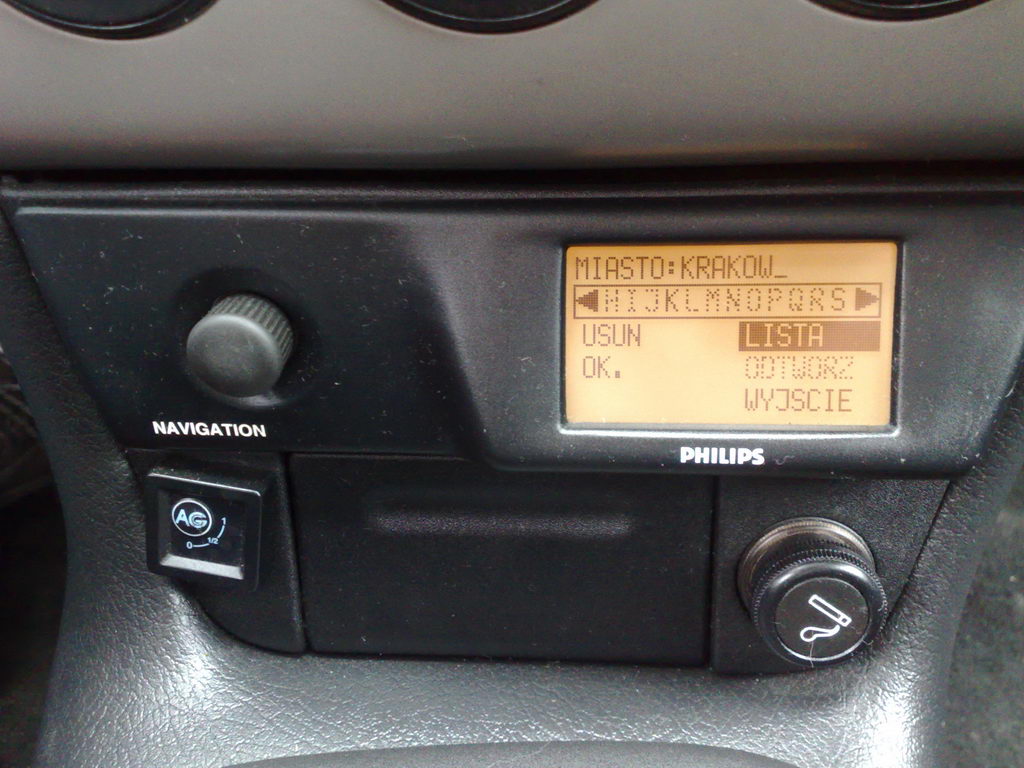 MIASTO:KRAKOW_
HIJKLMNOPQRS
USUN LISTA
OK. ODTWORZ
WYJSCIE
NAVIGATION
PHILIPS
AG
0 1/2 1